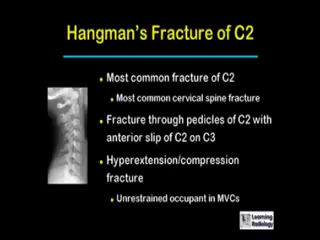 Hangman's Fracture of C2
Most common fracture of C2
Most common cervical spine fracture
Fracture through pedicles of C2 with
anterior slip of C2 on C3
Hyperextension/compression
fracture
Unrestrained occupant in MVCs
Learning
Radiology